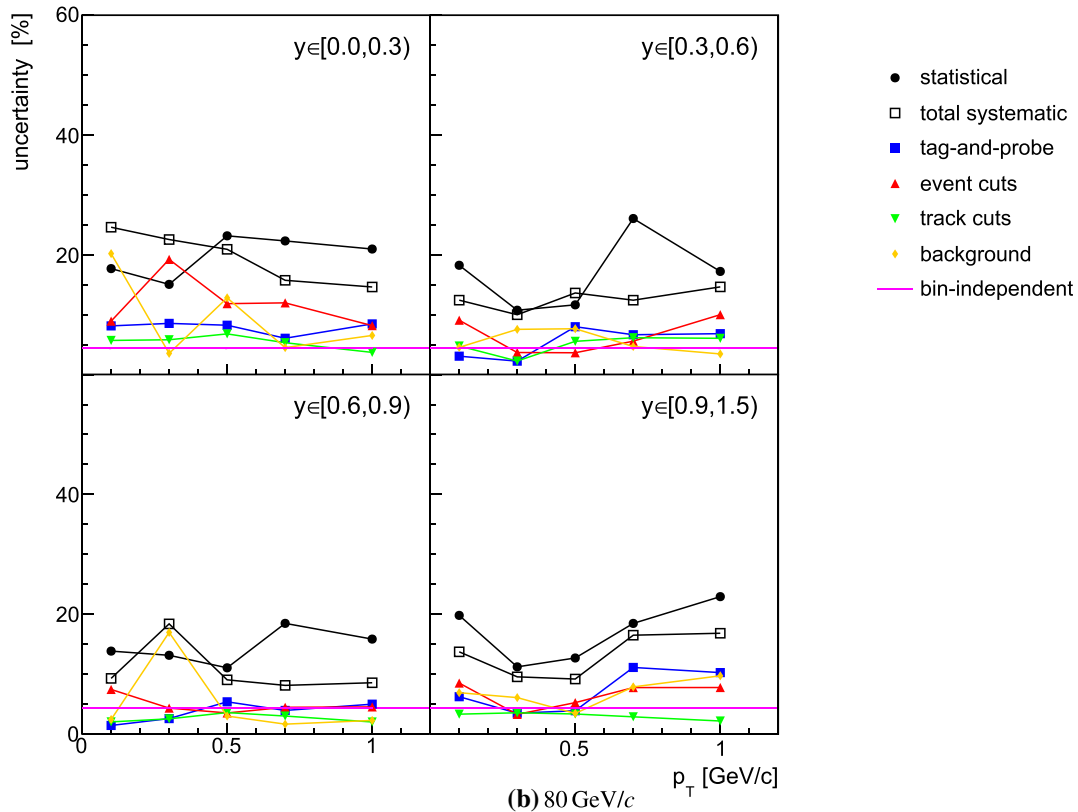 60
uncertainty [%]
y∈[0.0,0.3)
y∈[0.3,0.6)
statistical
total systematic
tag-and-probe
event cuts
track cuts
background
bin-independent
40
20
y∈[0.6,0.9)
y∈[0.9,1.5)
40
20
0
0 0.5 1 0.5 1
p_T [GeV/c]
(b) 80 GeV/c